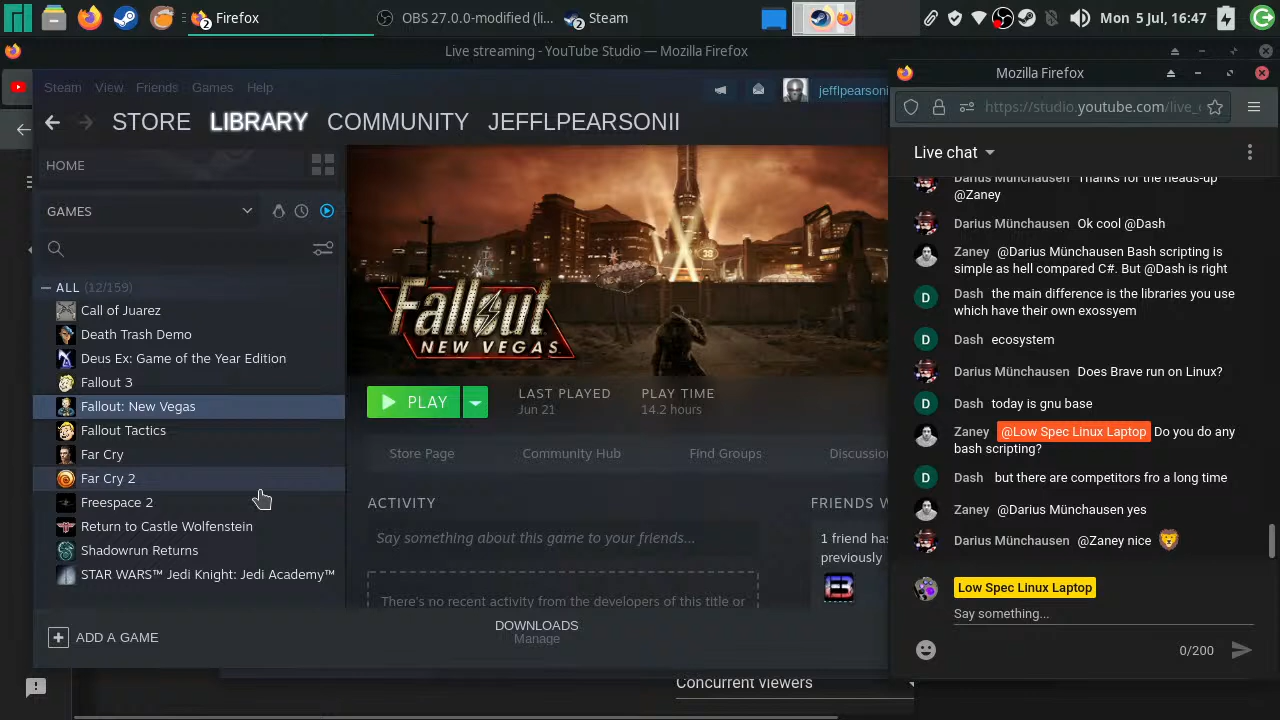 Firefox
OBS 27.0.0-modified (li...
Steam
Mon 5 Jul, 16:47
Live streaming - YouTube Studio — Mozilla Firefox
Mozilla Firefox
Steam View Friends Games Help
jefflpearsoni
https://studio.youtube.com/live_
STORE LIBRARY COMMUNITY JEFFLPEARSONII
HOME
GAMES
ALL (12/159)
Call of Juarez
Death Trash Demo
Deus Ex: Game of the Year Edition
Fallout 3
Fallout: New Vegas
Fallout Tactics
Far Cry
Far Cry 2
Freespace 2
Return to Castle Wolfenstein
Shadowrun Returns
STAR WARS™ Jedi Knight: Jedi Academy™
ADD A GAME
Fallout
NEW VEGAS
38
PLAY
LAST PLAYED
Jun 21
PLAY TIME
14.2 hours
Store Page Community Hub Find Groups Discussio
ACTIVITY
Say something about this game to your friends...
There's no recent activity from the developers of this title or
FRIENDS W
1 friend has
previously
DOWNLOADS
Manage
Concurrent viewers
Live chat
Darius Münchausen Thanks for the heads-up
@Zaney
Darius Münchausen Ok cool @Dash
Zaney @Darius Münchausen Bash scripting is
simple as hell compared C#. But @Dash is right
D Dash the main difference is the libraries you use
which have their own exossyem
D Dash ecosystem
Darius Münchausen Does Brave run on Linux?
D Dash today is gnu base
Zaney @Low Spec Linux Laptop Do you do any
bash scripting?
D Dash but there are competitors fro a long time
Zaney @Darius Münchausen yes
Darius Münchausen @Zaney nice 🦁
Low Spec Linux Laptop
Say something...
0/200